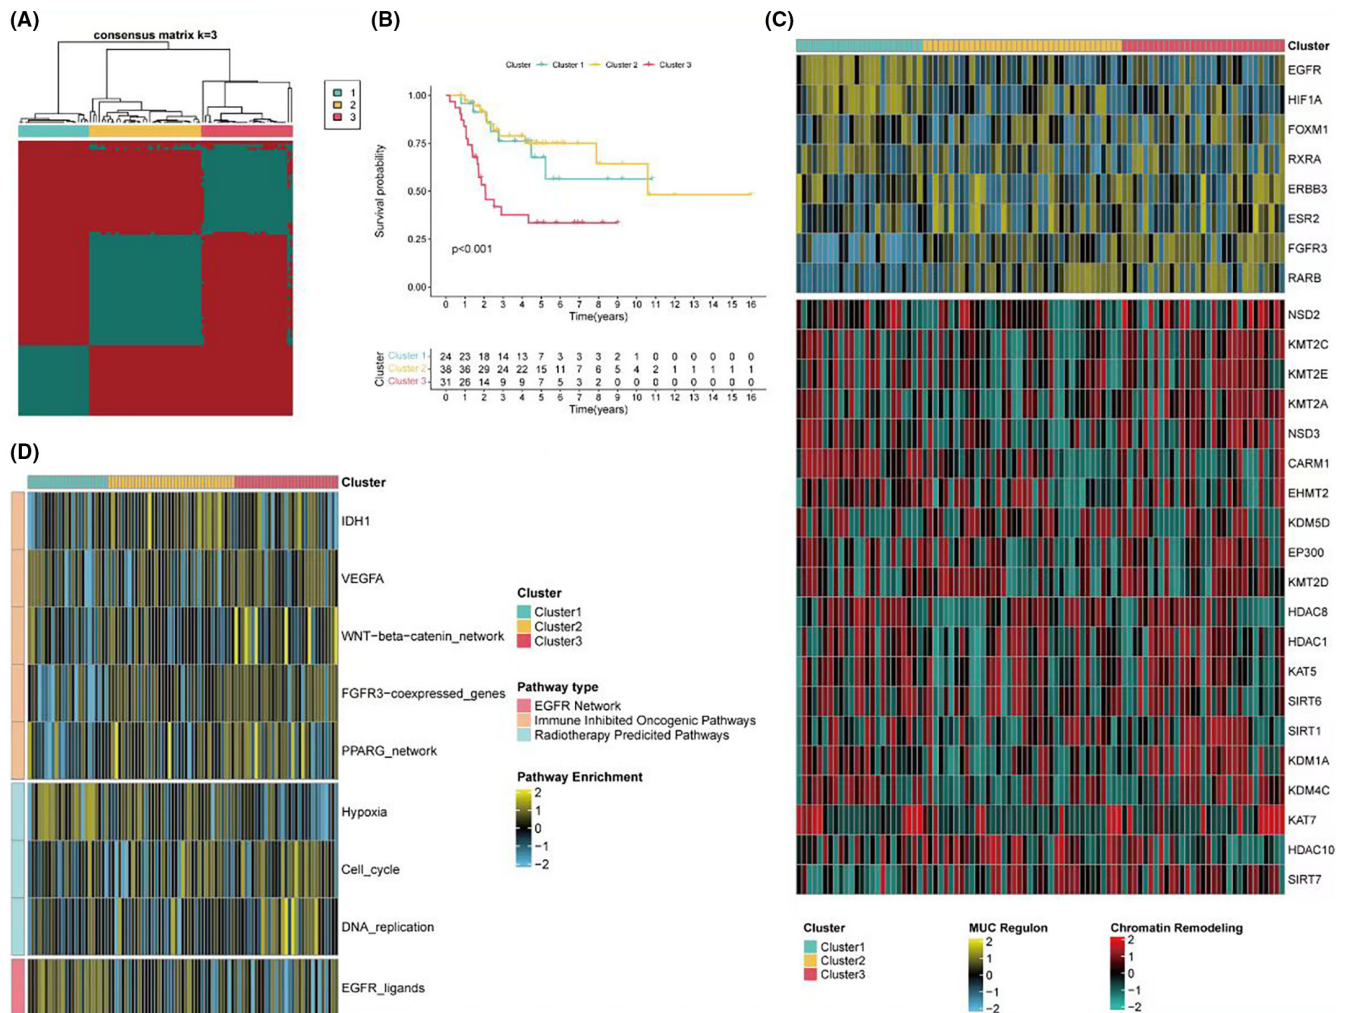 (A)
consensus matrix k=3
1
2
3
(B)
Cluster Cluster 1 Cluster 2 Cluster 3
1.00
0.75
0.50
0.25
0.00
Survival probability
p<0.001
0 1 2 3 4 5 6 7 8 9 10 11 12 13 14 15 16
Time(years)
Cluster
Cluster 1 24 23 18 14 13 7 3 3 3 2 1 0 0 0 0 0 0
Cluster 2 38 36 29 24 22 15 11 7 6 5 4 2 1 1 1 1 1
Cluster 3 31 26 14 9 9 7 5 3 2 0 0 0 0 0 0 0 0
0 1 2 3 4 5 6 7 8 9 10 11 12 13 14 15 16
Time(years)
(C)
Cluster
EGFR
HIF1A
FOXM1
RXRA
ERBB3
ESR2
FGFR3
RARB
NSD2
KMT2C
KMT2E
KMT2A
NSD3
CARM1
EHMT2
KDM5D
EP300
KMT2D
HDAC8
HDAC1
KAT5
SIRT6
SIRT1
KDM1A
KDM4C
KAT7
HDAC10
SIRT7
Cluster
Cluster1
Cluster2
Cluster3
MUC Regulon
2
1
0
−1
−2
Chromatin Remodeling
2
1
0
−1
−2
(D)
Cluster
IDH1
VEGFA
WNT−beta−catenin_network
FGFR3−coexpressed_genes
PPARG_network
Hypoxia
Cell_cycle
DNA_replication
EGFR_ligands
Cluster
Cluster1
Cluster2
Cluster3
Pathway type
EGFR Network
Immune Inhibited Oncogenic Pathways
Radiotherapy Predicited Pathways
Pathway Enrichment
2
1
0
−1
−2